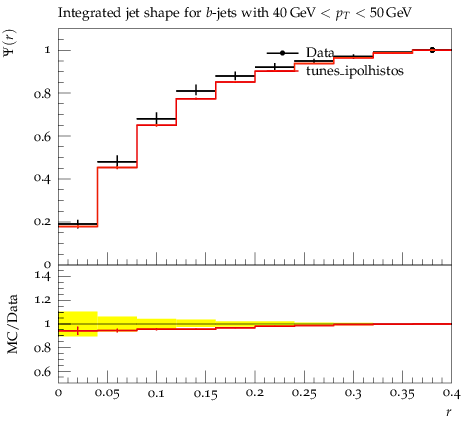 Integrated jet shape for b-jets with 40 GeV < p_T < 50 GeV
Ψ(r)
Data
tunes_ipolhistos
1
0.8
0.6
0.4
0.2
0
MC/Data
1.4
1.2
1
0.8
0.6
0 0.05 0.1 0.15 0.2 0.25 0.3 0.35 0.4
r